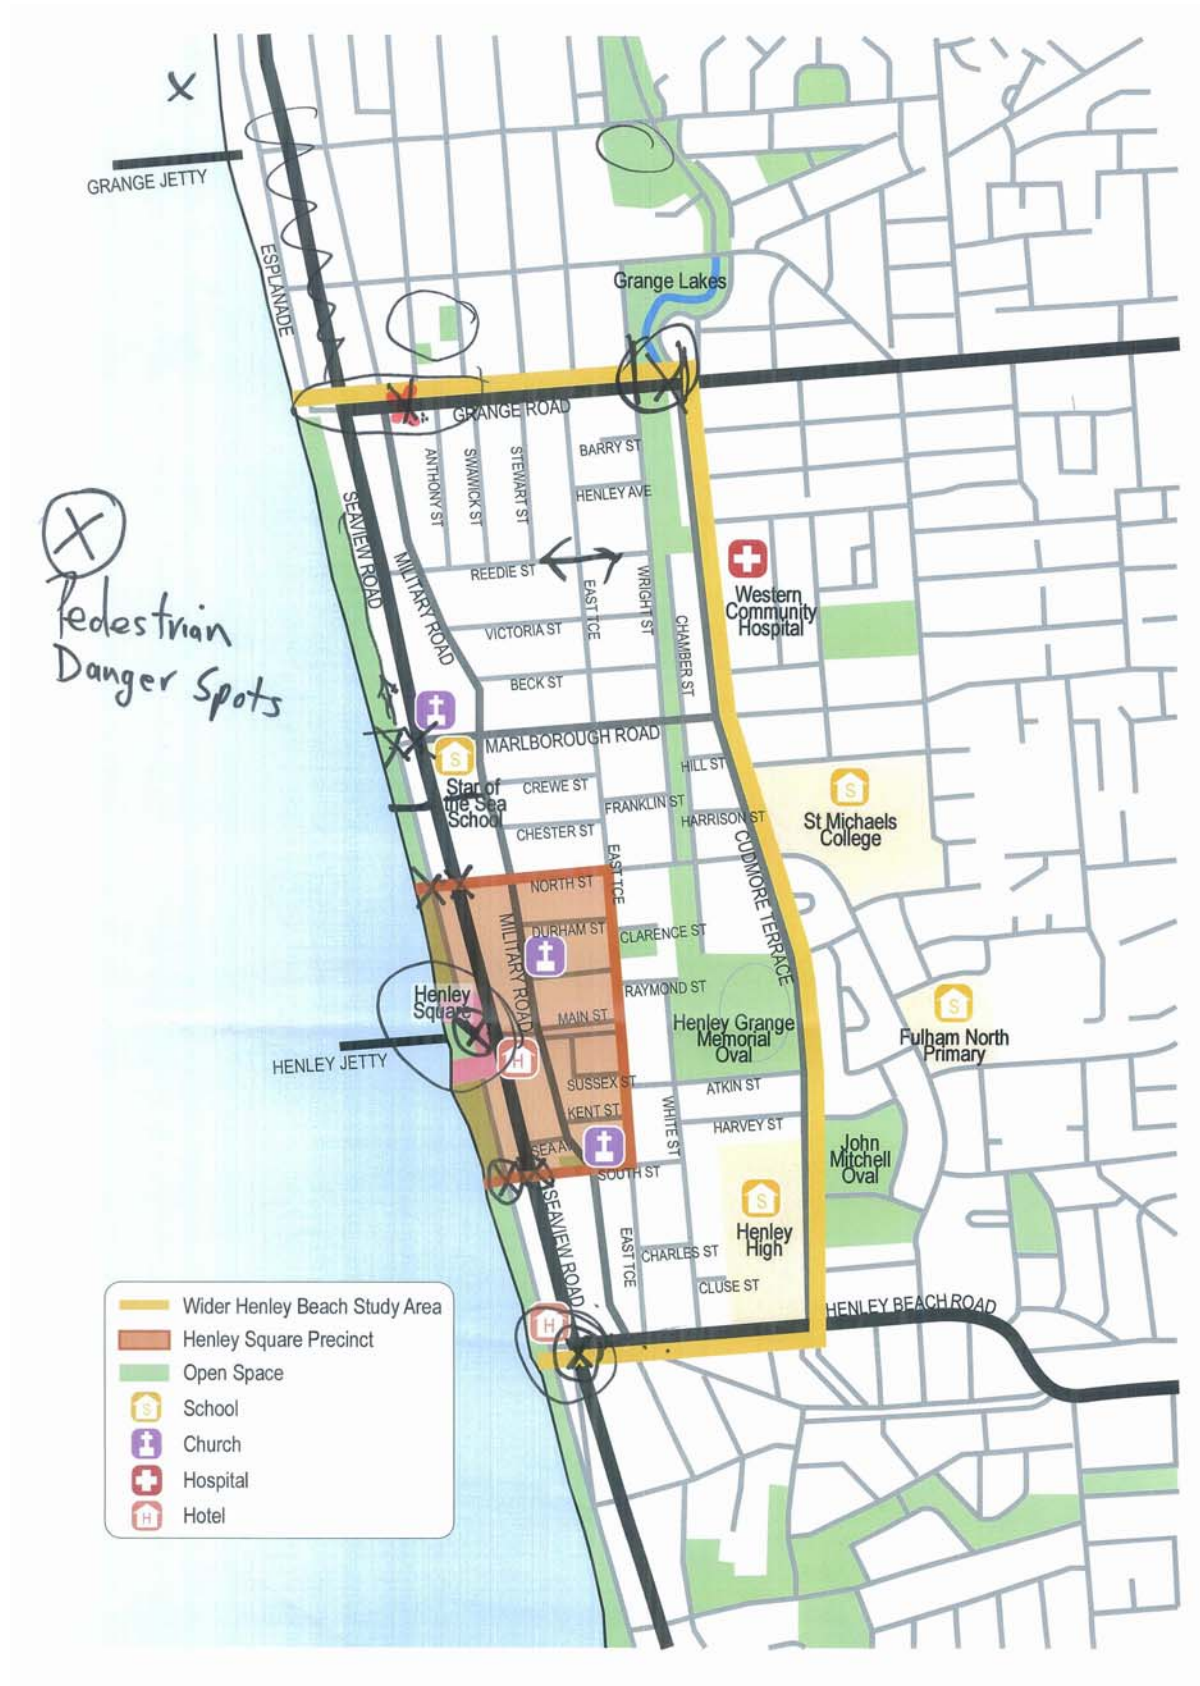 X
GRANGE JETTY
ESPLANADE
Grange Lakes
GRANGE ROAD
BARRY ST
HENLEY AVE
ANTHONY ST
SWAWICK ST
STEWART ST
SEAVIEW ROAD
MILITARY ROAD
REEDIE ST
EAST TCE
WRIGHT ST
CHAMBER ST
Western
Community
Hospital
X
Pedestrian
Danger Spots
VICTORIA ST
BECK ST
MARLBOROUGH ROAD
HILL ST
S
Star of
the Sea
School
CREWE ST
FRANKLIN ST
HARRISON ST
CHESTER ST
S
St Michaels
College
CUDMORE TERRACE
EAST TCE
NORTH ST
MILITARY ROAD
DURHAM ST
CLARENCE ST
RAYMOND ST
Henley
Square
MAIN ST
Henley Grange
Memorial
Oval
S
Fulham North
Primary
HENLEY JETTY
H
SUSSEX ST
ATKIN ST
KENT ST
WHITE ST
HARVEY ST
SEA A
SOUTH ST
John
Mitchell
Oval
SEAVIEW ROAD
S
Henley
High
EAST TCE
CHARLES ST
CLUSE ST
H
HENLEY BEACH ROAD
Wider Henley Beach Study Area
Henley Square Precinct
Open Space
S
School
Church
Hospital
H
Hotel